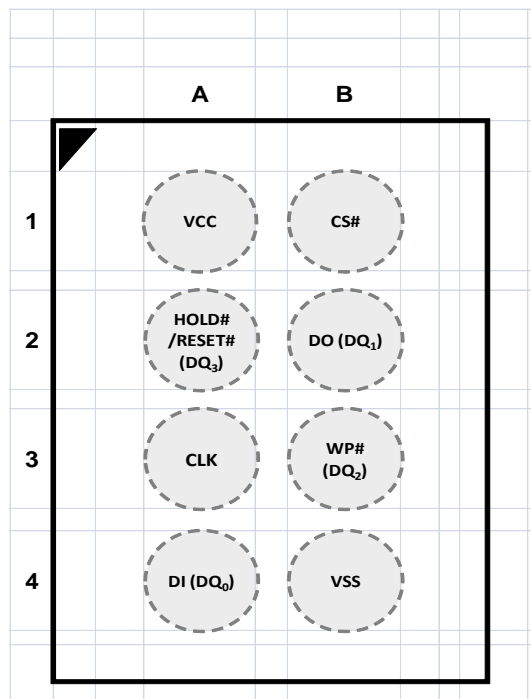 A B
1 VCC CS#
HOLD#
2 /RESET# DO (DQ₁)
(DQ₃)
3 CLK WP#
(DQ₂)
4 DI (DQ₀) VSS